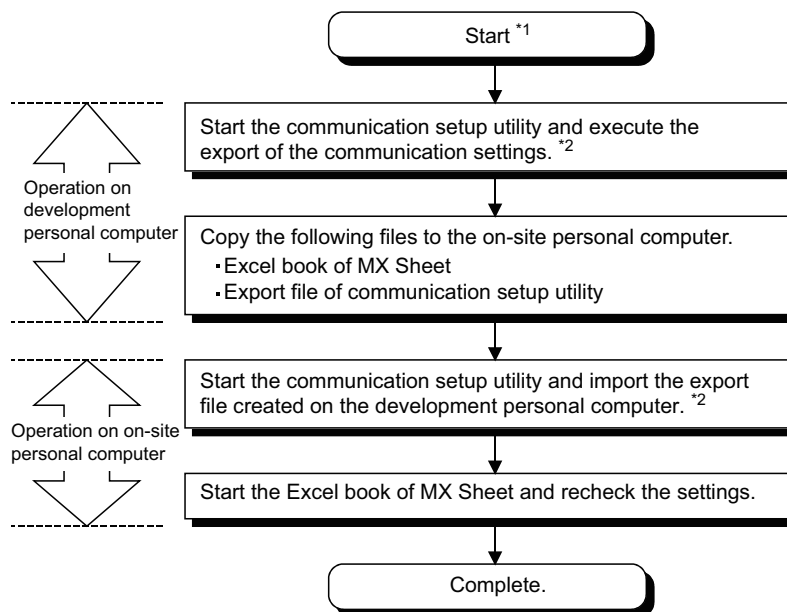 Start *1
Start the communication setup utility and execute the
export of the communication settings. *2
Operation on
development
personal computer
Copy the following files to the on-site personal computer.
・Excel book of MX Sheet
・Export file of communication setup utility
Start the communication setup utility and import the export
file created on the development personal computer. *2
Operation on on-site
personal computer
Start the Excel book of MX Sheet and recheck the settings.
Complete.